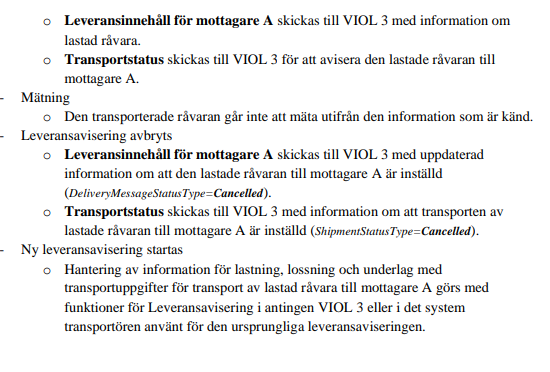 o Leveransinnehåll för mottagare A skickas till VIOL 3 med information om
lastad råvara.
o Transportstatus skickas till VIOL 3 för att avisera den lastade råvaran till
mottagare A.
- Mätning
o Den transporterade råvaran går inte att mäta utifrån den information som är känd.
- Leveransavisering avbryts
o Leveransinnehåll för mottagare A skickas till VIOL 3 med uppdaterad
information om att den lastade råvaran till mottagare A är inställd
(DeliveryMessageStatusType=Cancelled).
o Transportstatus skickas till VIOL 3 med information om att transporten av
lastade råvaran till mottagare A är inställd (ShipmentStatusType=Cancelled).
- Ny leveransavisering startas
o Hantering av information för lastning, lossning och underlag med
transportuppgifter för transport av lastad råvara till mottagare A görs med
funktioner för Leveransavisering i antingen VIOL 3 eller i det system
transportören använt för den ursprungliga leveransaviseringen.